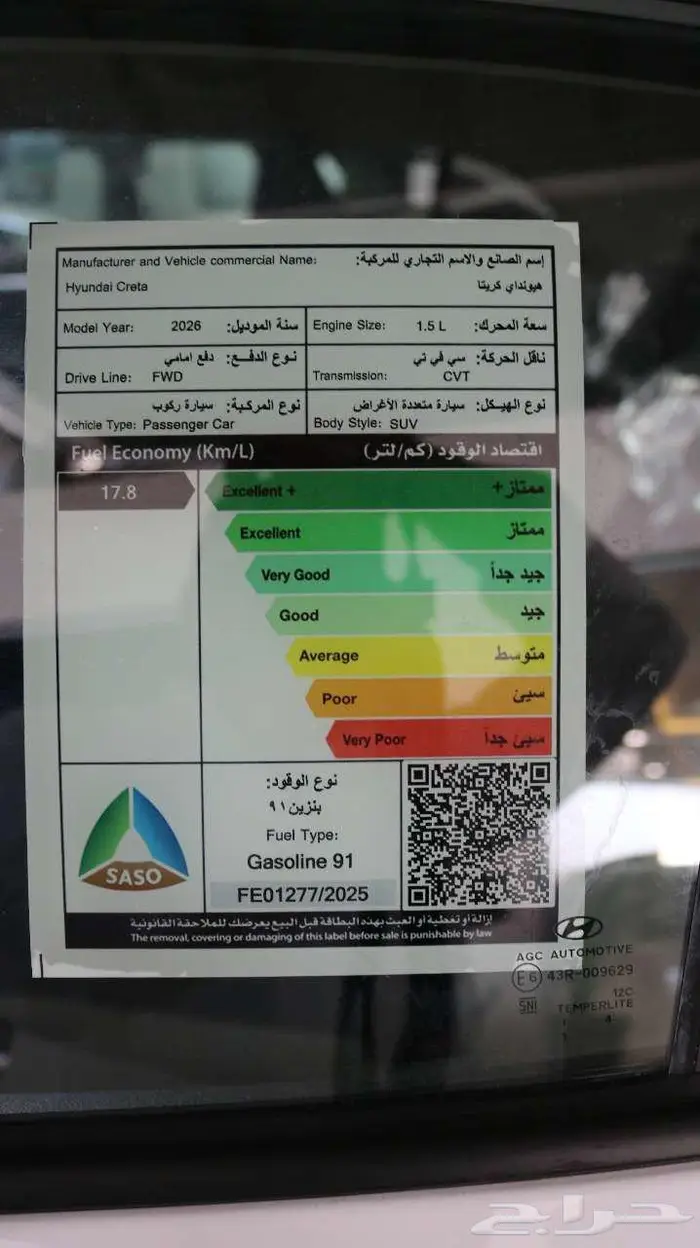 Manufacturer and Vehicle commercial Name: إسم الصانع والاسم التجاري للمركبة:
Hyundai Creta هيونداي كريتا
Model Year: 2026 سنة الموديل:
Engine Size: 1.5 L سعة المحرك:
نوع الدفع: دفع امامي
Drive Line: FWD
ناقل الحركة: سي في تي
Transmission: CVT
نوع المركبة: سيارة ركوب
Vehicle Type: Passenger Car
نوع الهيكل: سيارة متعددة الأغراض
Body Style: SUV
Fuel Economy (Km/L) اقتصاد الوقود (كم/لتر)
17.8
Excellent + ممتاز+
Excellent ممتاز
Very Good جيد جداً
Good جيد
Average متوسط
Poor سيئ
Very Poor سيئ جداً
SASO
نوع الوقود:
بنزين ٩١
Fuel Type:
Gasoline 91
FE01277/2025
إزالة أو تغطية أو العبث بهذه البطاقة قبل البيع يعرضك للملاحقة القانونية
The removal, covering or damaging of this label before sale is punishable by law
AGC AUTOMOTIVE
E6 43R-009629
12C
SNI TEMPERLITE
4
حراج